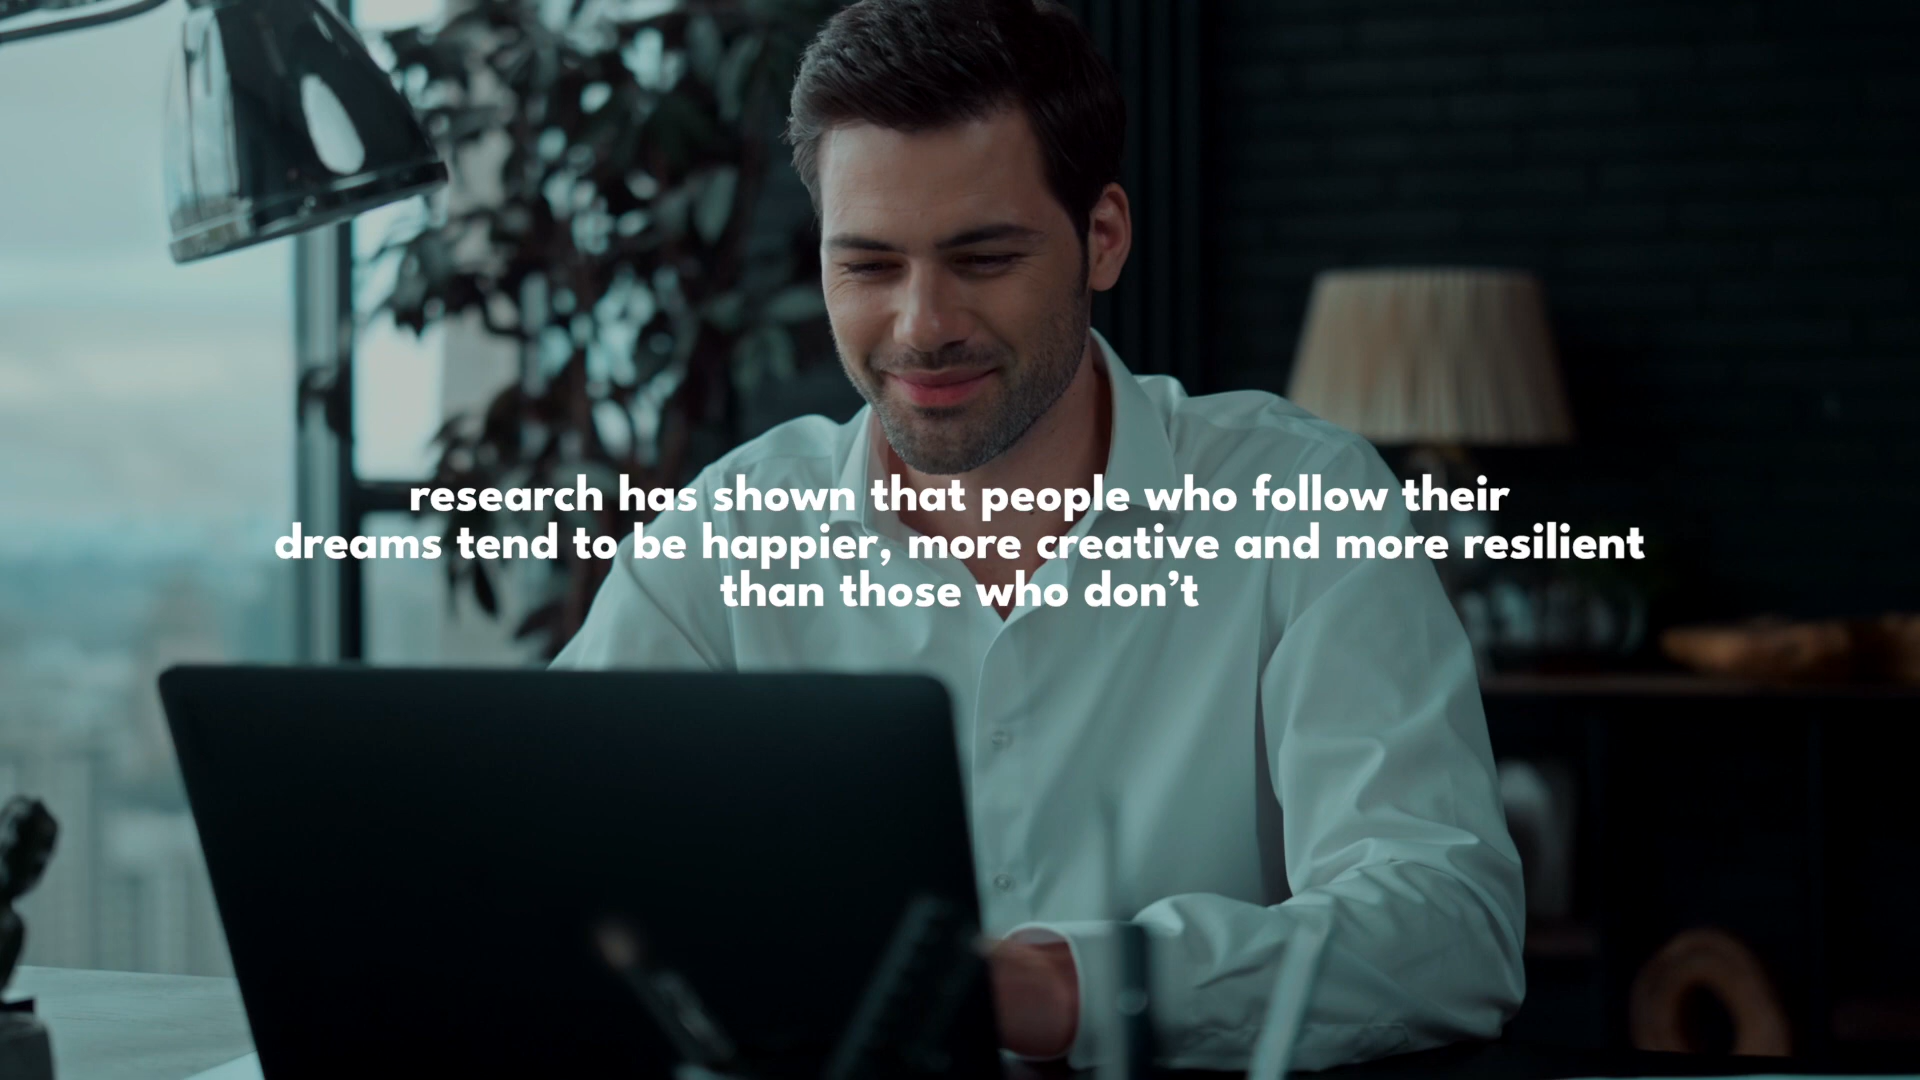 research has shown that people who follow their
dreams tend to be happier, more creative and more resilient
than those who don’t